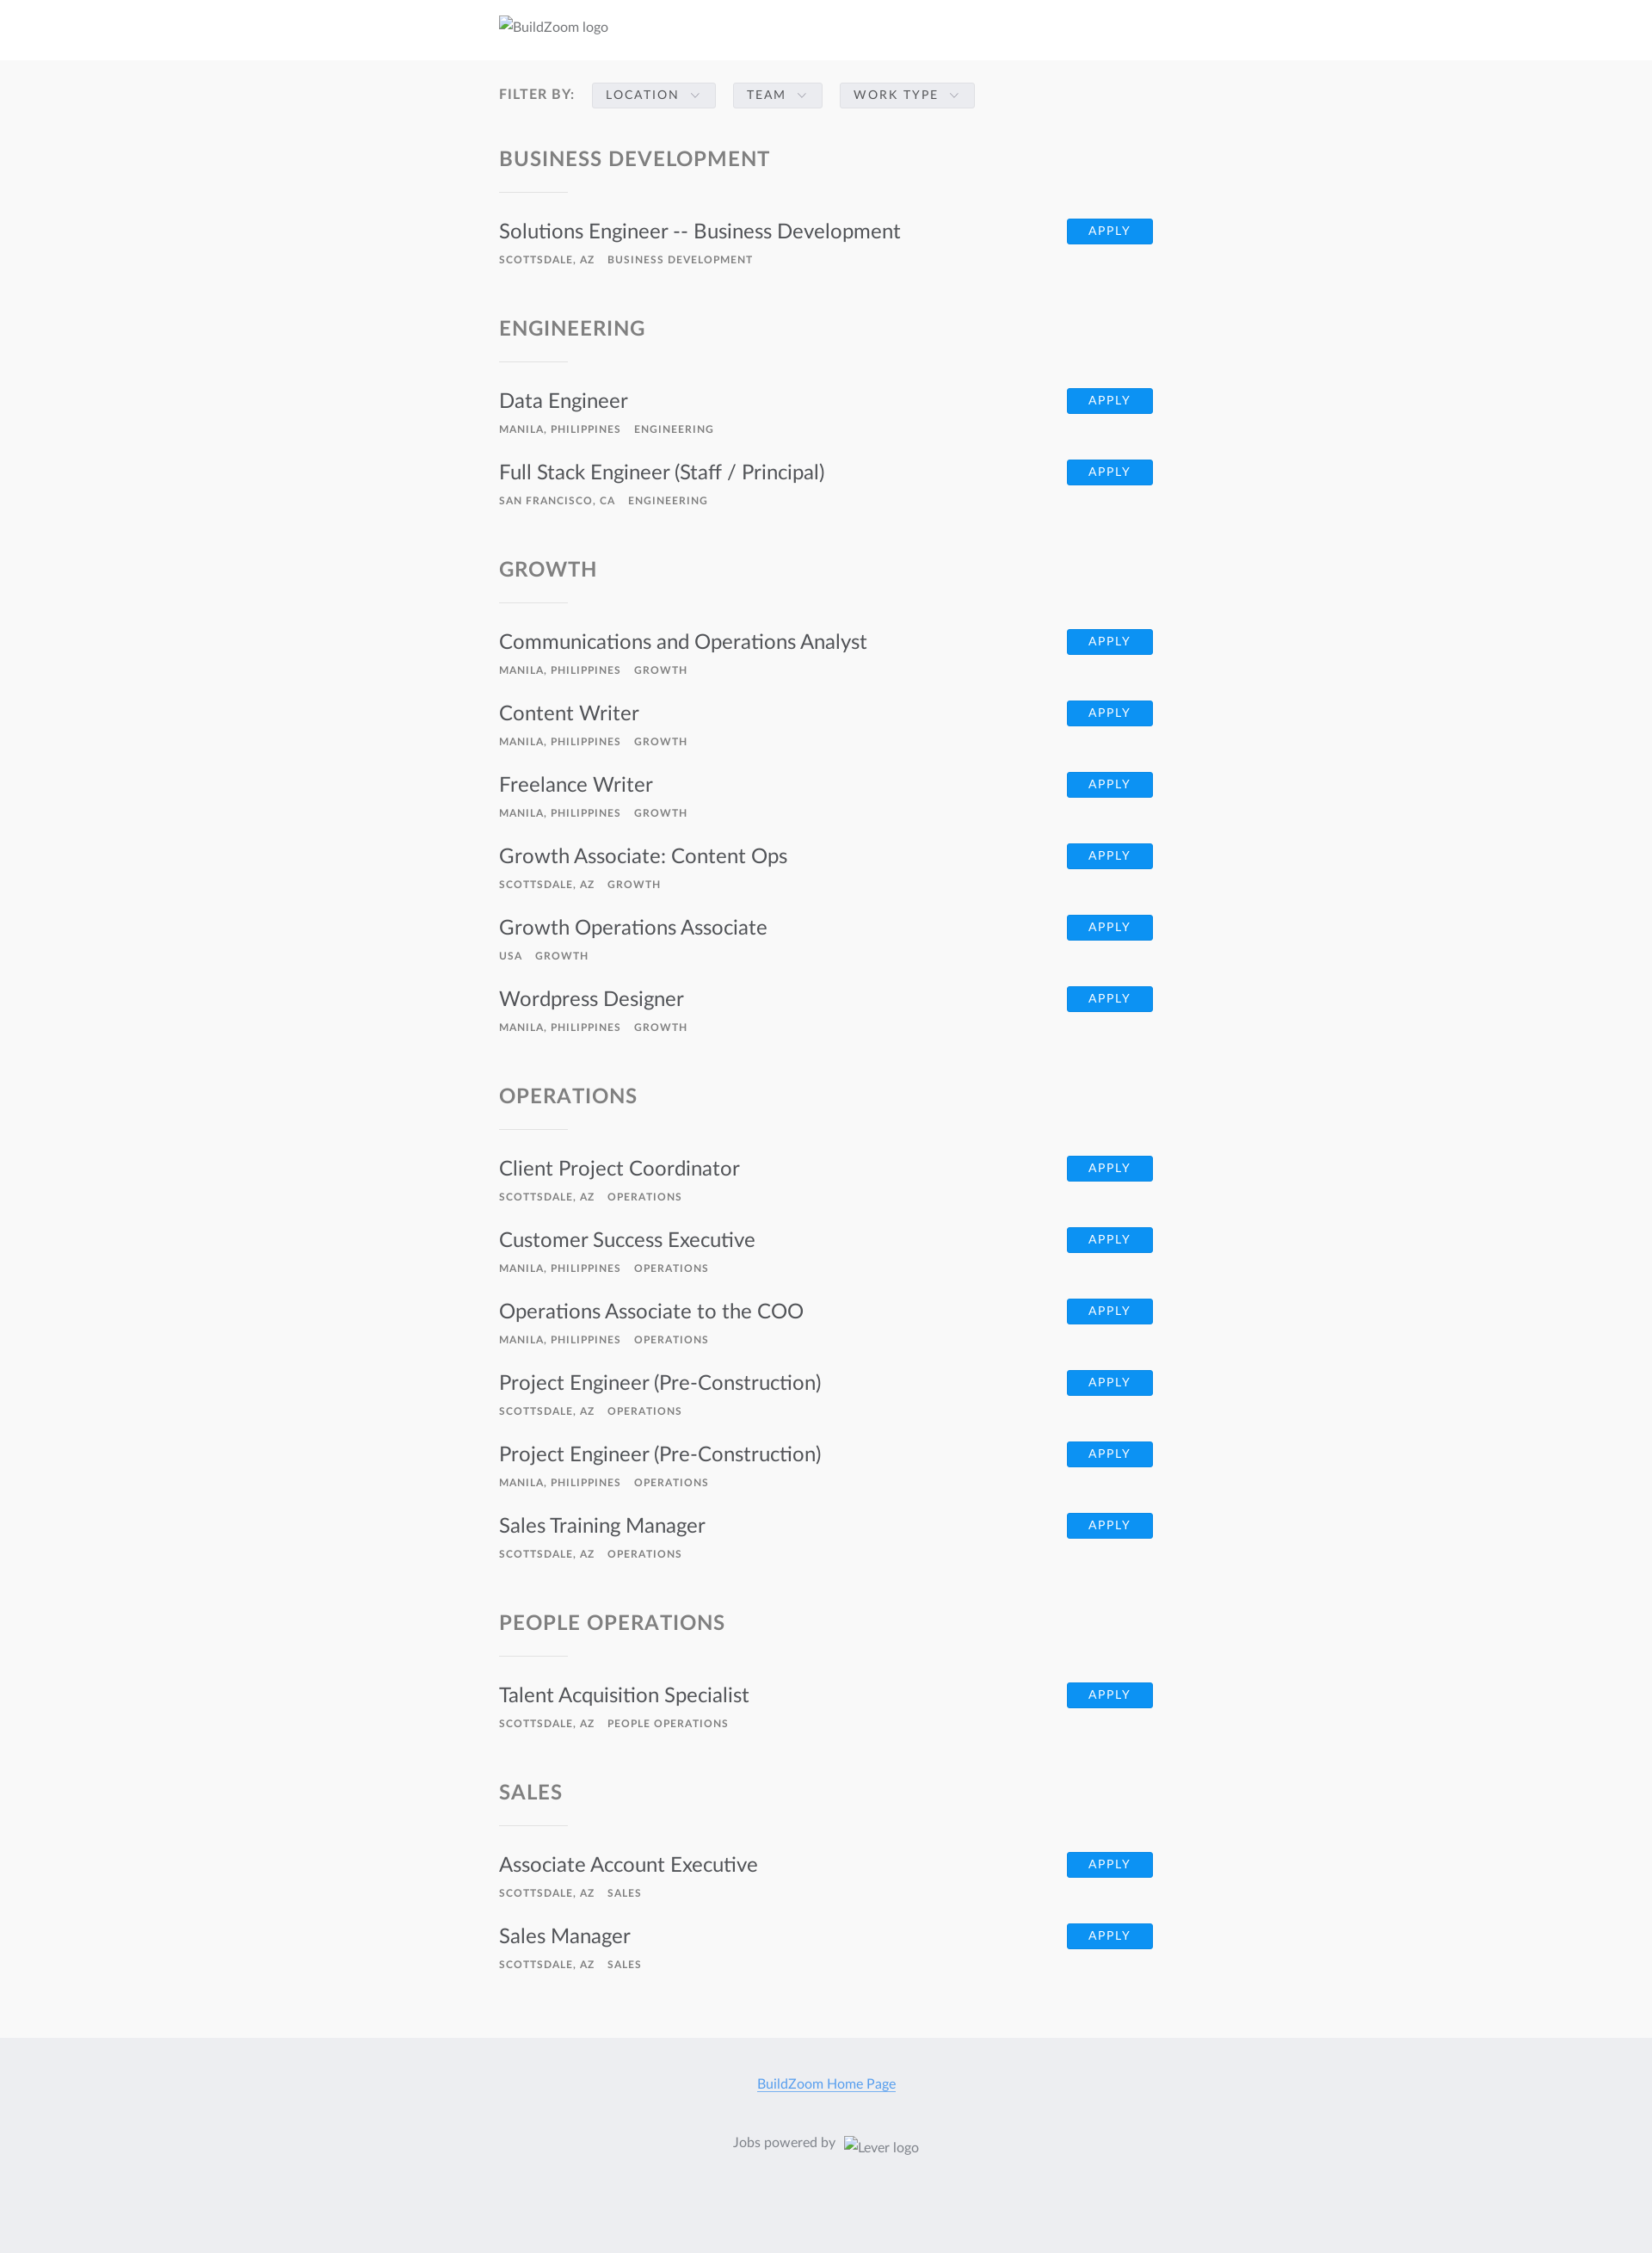 BuildZoom logo
FILTER BY: LOCATION TEAM WORK TYPE
BUSINESS DEVELOPMENT
Solutions Engineer -- Business Development APPLY
SCOTTSDALE, AZ BUSINESS DEVELOPMENT
ENGINEERING
Data Engineer APPLY
MANILA, PHILIPPINES ENGINEERING
Full Stack Engineer (Staff / Principal) APPLY
SAN FRANCISCO, CA ENGINEERING
GROWTH
Communications and Operations Analyst APPLY
MANILA, PHILIPPINES GROWTH
Content Writer APPLY
MANILA, PHILIPPINES GROWTH
Freelance Writer APPLY
MANILA, PHILIPPINES GROWTH
Growth Associate: Content Ops APPLY
SCOTTSDALE, AZ GROWTH
Growth Operations Associate APPLY
USA GROWTH
Wordpress Designer APPLY
MANILA, PHILIPPINES GROWTH
OPERATIONS
Client Project Coordinator APPLY
SCOTTSDALE, AZ OPERATIONS
Customer Success Executive APPLY
MANILA, PHILIPPINES OPERATIONS
Operations Associate to the COO APPLY
MANILA, PHILIPPINES OPERATIONS
Project Engineer (Pre-Construction) APPLY
SCOTTSDALE, AZ OPERATIONS
Project Engineer (Pre-Construction) APPLY
MANILA, PHILIPPINES OPERATIONS
Sales Training Manager APPLY
SCOTTSDALE, AZ OPERATIONS
PEOPLE OPERATIONS
Talent Acquisition Specialist APPLY
SCOTTSDALE, AZ PEOPLE OPERATIONS
SALES
Associate Account Executive APPLY
SCOTTSDALE, AZ SALES
Sales Manager APPLY
SCOTTSDALE, AZ SALES
BuildZoom Home Page
Jobs powered by Lever logo